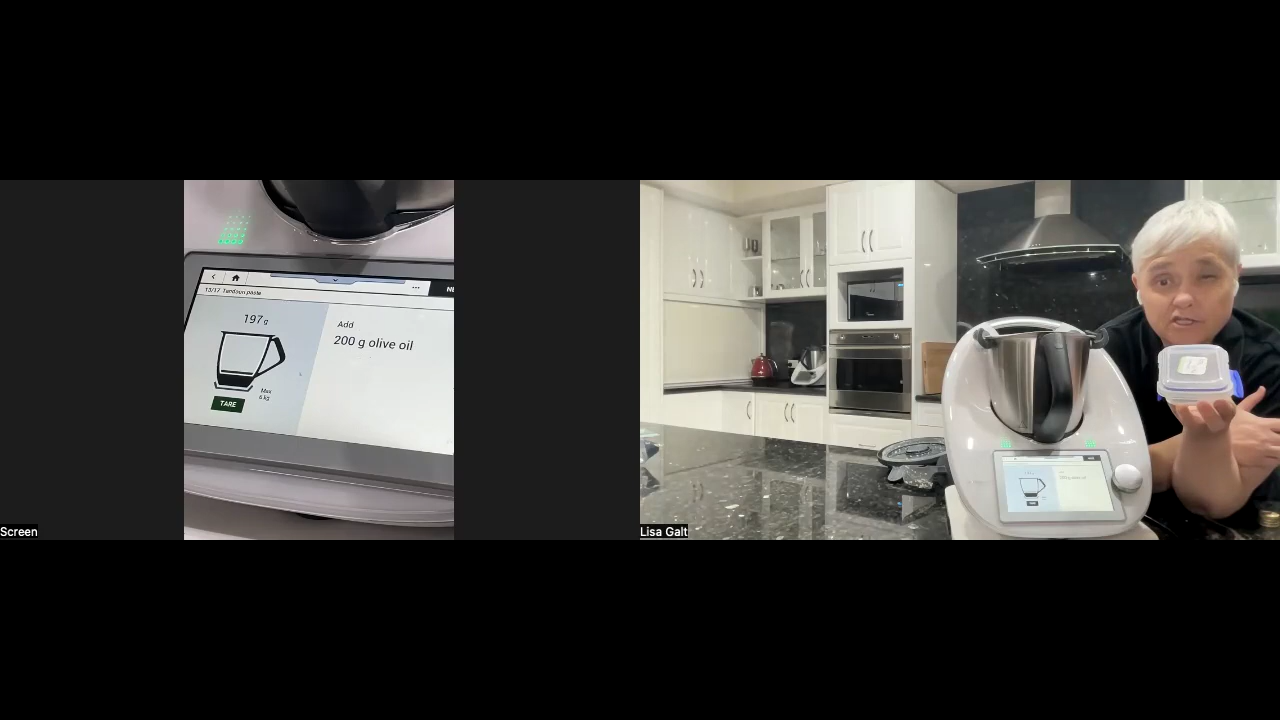 13/17 Tandoori paste
197 g
Add
200 g olive oil
Max
6 kg
TARE
Screen
Lisa Galt